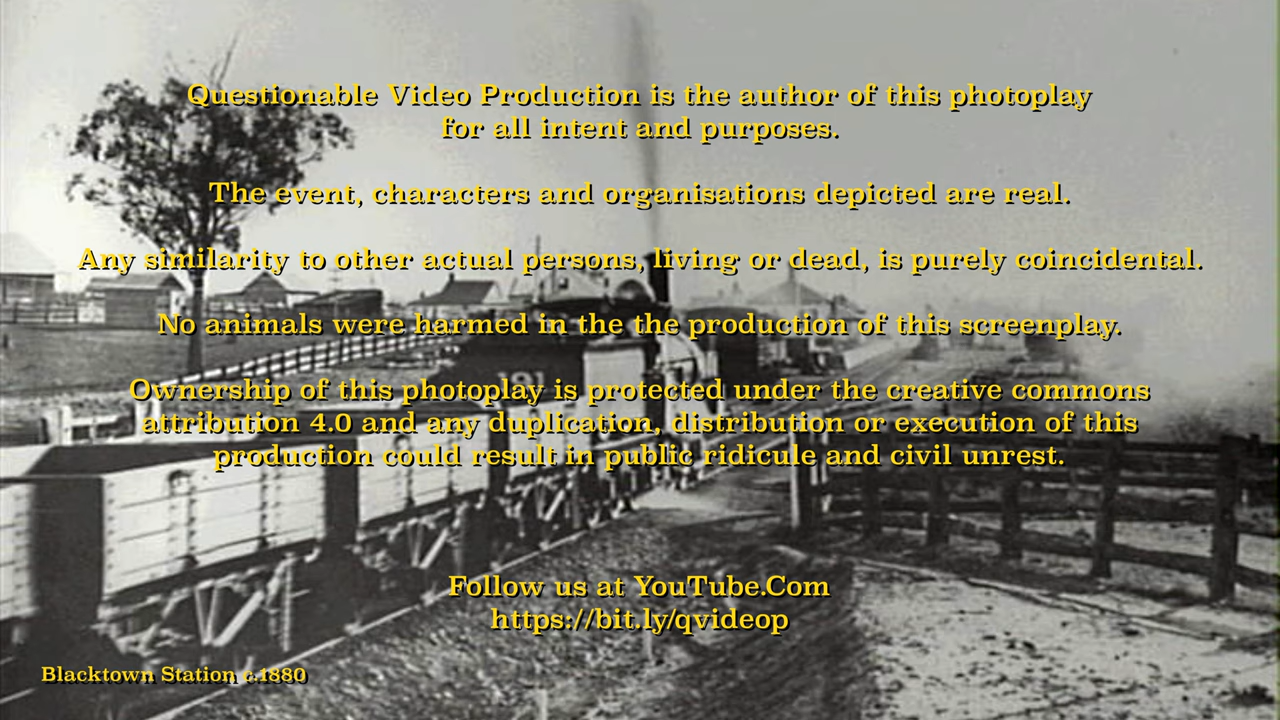 Questionable Video Production is the author of this photoplay
for all intent and purposes.
The event, characters and organisations depicted are real.
Any similarity to other actual persons, living or dead, is purely coincidental.
No animals were harmed in the the production of this screenplay.
191
Ownership of this photoplay is protected under the creative commons
attribution 4.0 and any duplication, distribution or execution of this
production could result in public ridicule and civil unrest.
Follow us at YouTube.Com
https://bit.ly/qvideop
Blacktown Station c.1880